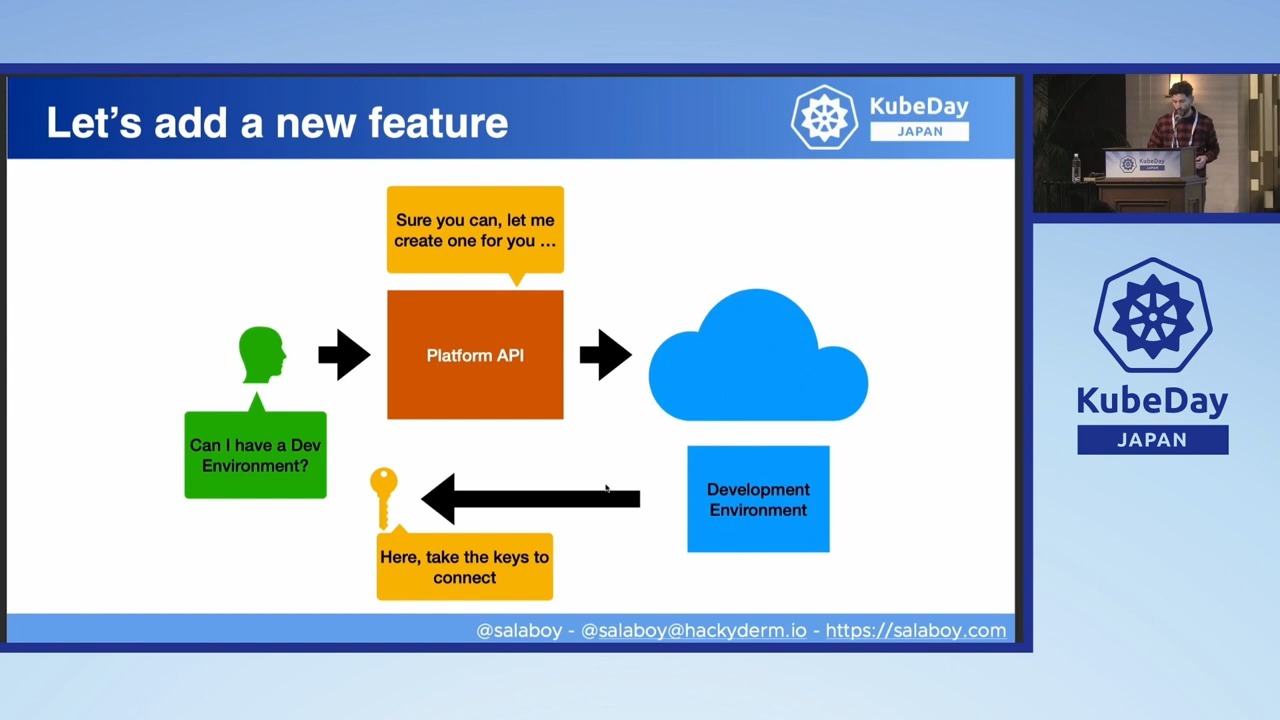 Let's add a new feature
KubeDay
JAPAN
Sure you can, let me
create one for you ...
Platform API
Can I have a Dev
Environment?
Development
Environment
Here, take the keys to
connect
@salaboy - @salaboy@hackyderm.io - https://salaboy.com
KubeDay
JAPAN
KubeDay
JAPAN